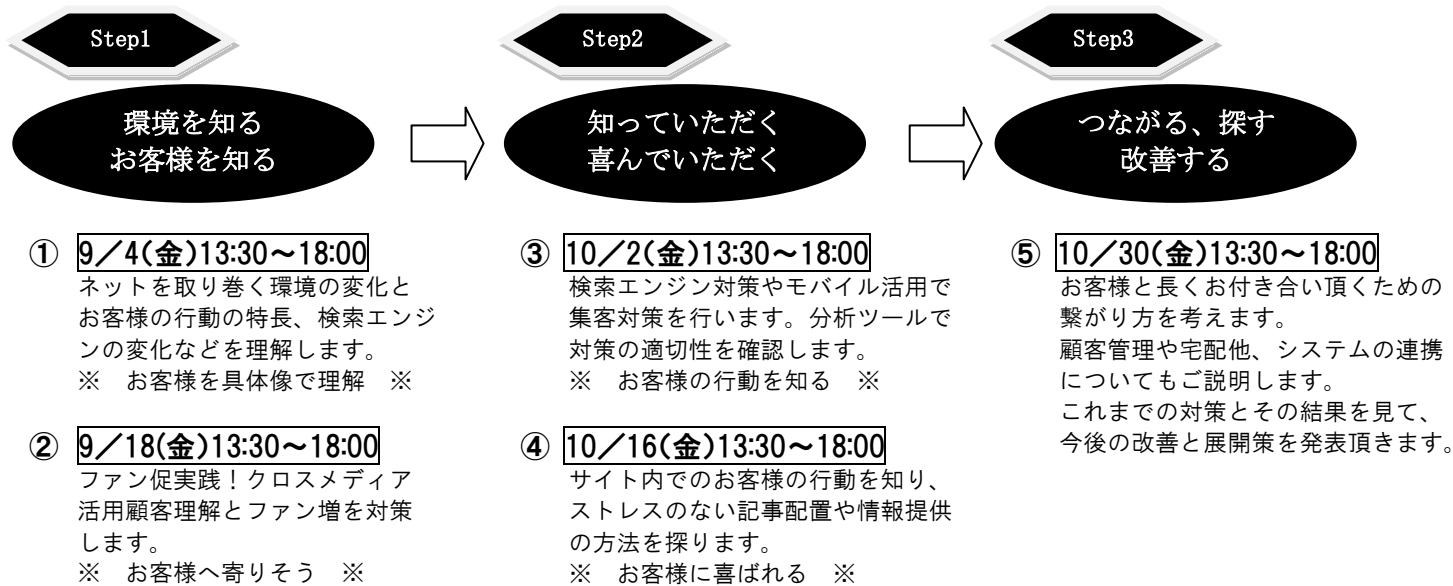 Step1
環境を知る
お客様を知る
Step2
知っていただく
喜んでいただく
Step3
つながる、探す
改善する
① 9／4(金)13:30～18:00
ネットを取り巻く環境の変化と
お客様の行動の特長、検索エンジ
ンの変化などを理解します。
※　お客様を具体像で理解　※
② 9／18(金)13:30～18:00
ファン促実践！クロスメディア
活用顧客理解とファン増を対策
します。
※　お客様へ寄りそう　※
③ 10／2(金)13:30～18:00
検索エンジン対策やモバイル活用で
集客対策を行います。分析ツールで
対策の適切性を確認します。
※　お客様の行動を知る　※
④ 10／16(金)13:30～18:00
サイト内でのお客様の行動を知り、
ストレスのない記事配置や情報提供
の方法を探ります。
※　お客様に喜ばれる　※
⑤ 10／30(金)13:30～18:00
お客様と長くお付き合い頂くための
繋がり方を考えます。
顧客管理や宅配他、システムの連携
についてもご説明します。
これまでの対策とその結果を見て、
今後の改善と展開策を発表頂きます。